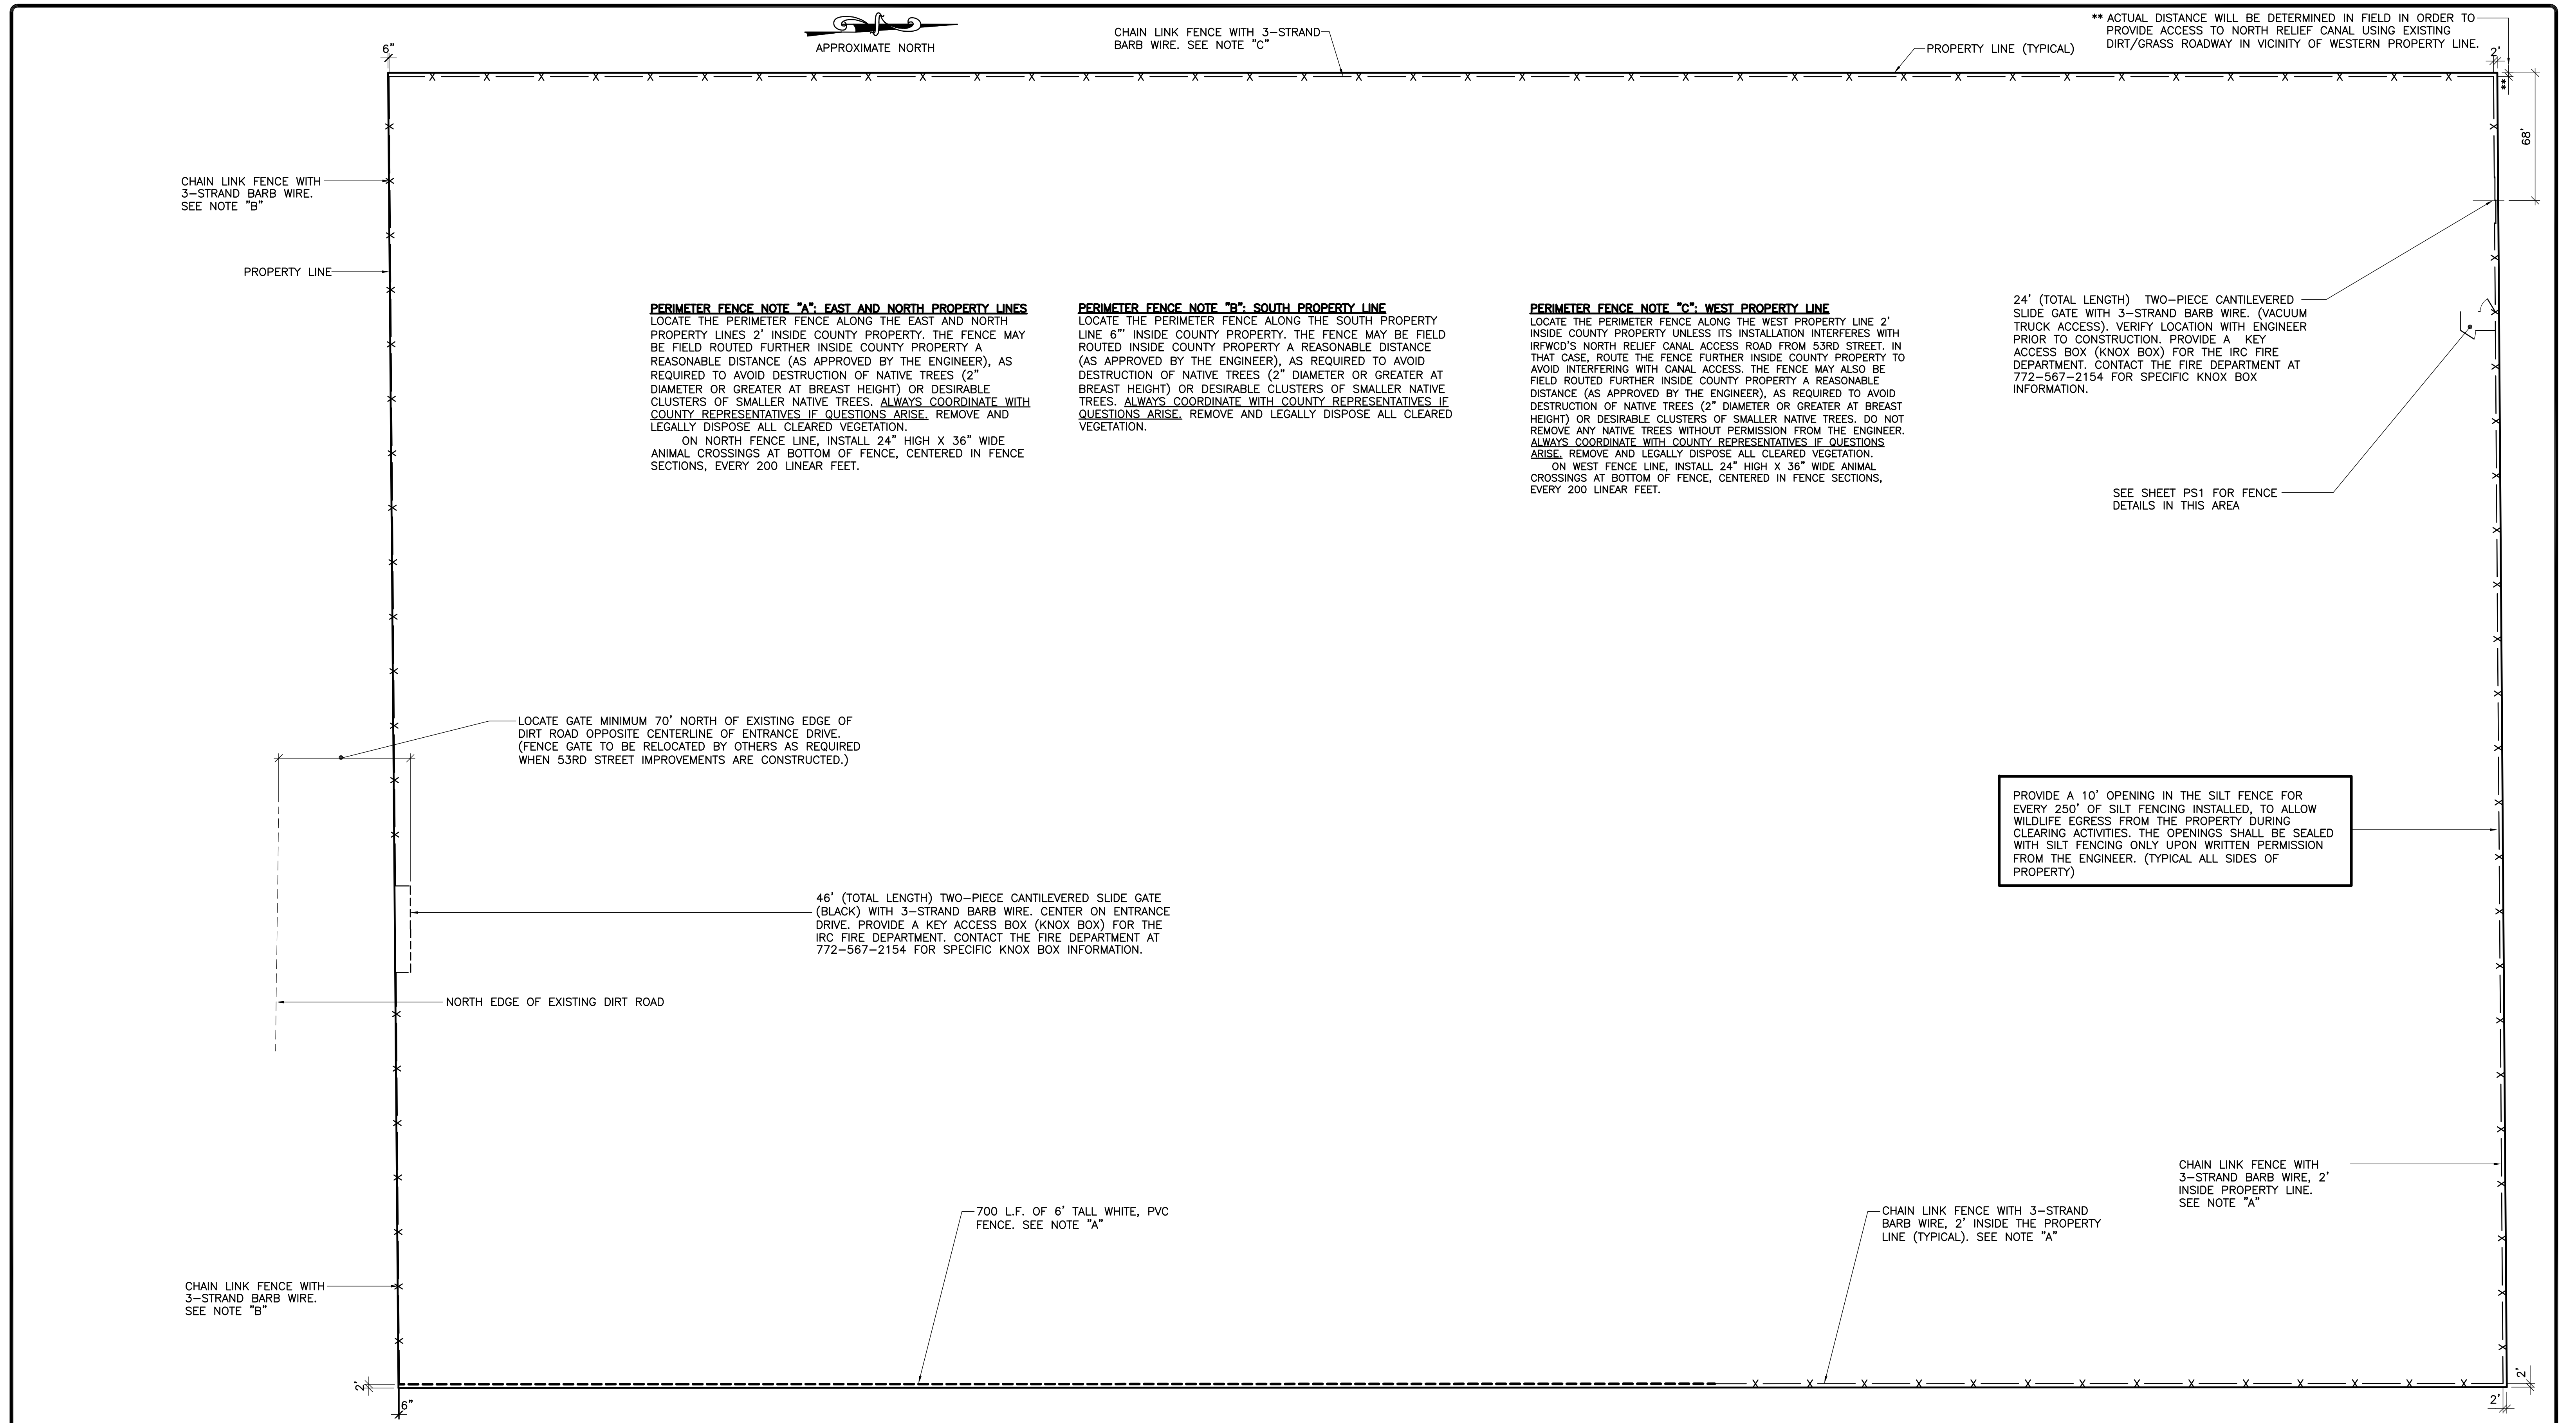 APPROXIMATE NORTH
CHAIN LINK FENCE WITH 3-STRAND
BARB WIRE. SEE NOTE "C"
PROPERTY LINE (TYPICAL)
** ACTUAL DISTANCE WILL BE DETERMINED IN FIELD IN ORDER TO
PROVIDE ACCESS TO NORTH RELIEF CANAL USING EXISTING
DIRT/GRASS ROADWAY IN VICINITY OF WESTERN PROPERTY LINE.
6"
2'
**
68'
CHAIN LINK FENCE WITH
3-STRAND BARB WIRE.
SEE NOTE "B"
PROPERTY LINE
PERIMETER FENCE NOTE "A": EAST AND NORTH PROPERTY LINES
LOCATE THE PERIMETER FENCE ALONG THE EAST AND NORTH
PROPERTY LINES 2' INSIDE COUNTY PROPERTY. THE FENCE MAY
BE FIELD ROUTED FURTHER INSIDE COUNTY PROPERTY A
REASONABLE DISTANCE (AS APPROVED BY THE ENGINEER), AS
REQUIRED TO AVOID DESTRUCTION OF NATIVE TREES (2"
DIAMETER OR GREATER AT BREAST HEIGHT) OR DESIRABLE
CLUSTERS OF SMALLER NATIVE TREES. ALWAYS COORDINATE WITH
COUNTY REPRESENTATIVES IF QUESTIONS ARISE. REMOVE AND
LEGALLY DISPOSE ALL CLEARED VEGETATION.
ON NORTH FENCE LINE, INSTALL 24" HIGH X 36" WIDE
ANIMAL CROSSINGS AT BOTTOM OF FENCE, CENTERED IN FENCE
SECTIONS, EVERY 200 LINEAR FEET.
PERIMETER FENCE NOTE "B": SOUTH PROPERTY LINE
LOCATE THE PERIMETER FENCE ALONG THE SOUTH PROPERTY
LINE 6"' INSIDE COUNTY PROPERTY. THE FENCE MAY BE FIELD
ROUTED INSIDE COUNTY PROPERTY A REASONABLE DISTANCE
(AS APPROVED BY THE ENGINEER), AS REQUIRED TO AVOID
DESTRUCTION OF NATIVE TREES (2" DIAMETER OR GREATER AT
BREAST HEIGHT) OR DESIRABLE CLUSTERS OF SMALLER NATIVE
TREES. ALWAYS COORDINATE WITH COUNTY REPRESENTATIVES IF
QUESTIONS ARISE. REMOVE AND LEGALLY DISPOSE ALL CLEARED
VEGETATION.
PERIMETER FENCE NOTE "C": WEST PROPERTY LINE
LOCATE THE PERIMETER FENCE ALONG THE WEST PROPERTY LINE 2'
INSIDE COUNTY PROPERTY UNLESS ITS INSTALLATION INTERFERES WITH
IRFWCD'S NORTH RELIEF CANAL ACCESS ROAD FROM 53RD STREET. IN
THAT CASE, ROUTE THE FENCE FURTHER INSIDE COUNTY PROPERTY TO
AVOID INTERFERING WITH CANAL ACCESS. THE FENCE MAY ALSO BE
FIELD ROUTED FURTHER INSIDE COUNTY PROPERTY A REASONABLE
DISTANCE (AS APPROVED BY THE ENGINEER), AS REQUIRED TO AVOID
DESTRUCTION OF NATIVE TREES (2" DIAMETER OR GREATER AT BREAST
HEIGHT) OR DESIRABLE CLUSTERS OF SMALLER NATIVE TREES. DO NOT
REMOVE ANY NATIVE TREES WITHOUT PERMISSION FROM THE ENGINEER.
ALWAYS COORDINATE WITH COUNTY REPRESENTATIVES IF QUESTIONS
ARISE. REMOVE AND LEGALLY DISPOSE ALL CLEARED VEGETATION.
ON WEST FENCE LINE, INSTALL 24" HIGH X 36" WIDE ANIMAL
CROSSINGS AT BOTTOM OF FENCE, CENTERED IN FENCE SECTIONS,
EVERY 200 LINEAR FEET.
24' (TOTAL LENGTH) TWO-PIECE CANTILEVERED
SLIDE GATE WITH 3-STRAND BARB WIRE. (VACUUM
TRUCK ACCESS). VERIFY LOCATION WITH ENGINEER
PRIOR TO CONSTRUCTION. PROVIDE A KEY
ACCESS BOX (KNOX BOX) FOR THE IRC FIRE
DEPARTMENT. CONTACT THE FIRE DEPARTMENT AT
772-567-2154 FOR SPECIFIC KNOX BOX
INFORMATION.
SEE SHEET PS1 FOR FENCE
DETAILS IN THIS AREA
LOCATE GATE MINIMUM 70' NORTH OF EXISTING EDGE OF
DIRT ROAD OPPOSITE CENTERLINE OF ENTRANCE DRIVE.
(FENCE GATE TO BE RELOCATED BY OTHERS AS REQUIRED
WHEN 53RD STREET IMPROVEMENTS ARE CONSTRUCTED.)
PROVIDE A 10' OPENING IN THE SILT FENCE FOR
EVERY 250' OF SILT FENCING INSTALLED, TO ALLOW
WILDLIFE EGRESS FROM THE PROPERTY DURING
CLEARING ACTIVITIES. THE OPENINGS SHALL BE SEALED
WITH SILT FENCING ONLY UPON WRITTEN PERMISSION
FROM THE ENGINEER. (TYPICAL ALL SIDES OF
PROPERTY)
46' (TOTAL LENGTH) TWO-PIECE CANTILEVERED SLIDE GATE
(BLACK) WITH 3-STRAND BARB WIRE. CENTER ON ENTRANCE
DRIVE. PROVIDE A KEY ACCESS BOX (KNOX BOX) FOR THE
IRC FIRE DEPARTMENT. CONTACT THE FIRE DEPARTMENT AT
772-567-2154 FOR SPECIFIC KNOX BOX INFORMATION.
NORTH EDGE OF EXISTING DIRT ROAD
CHAIN LINK FENCE WITH
3-STRAND BARB WIRE, 2'
INSIDE PROPERTY LINE.
SEE NOTE "A"
700 L.F. OF 6' TALL WHITE, PVC
FENCE. SEE NOTE "A"
CHAIN LINK FENCE WITH 3-STRAND
BARB WIRE, 2' INSIDE THE PROPERTY
LINE (TYPICAL). SEE NOTE "A"
CHAIN LINK FENCE WITH
3-STRAND BARB WIRE.
SEE NOTE "B"
2'
6"
2'
2'